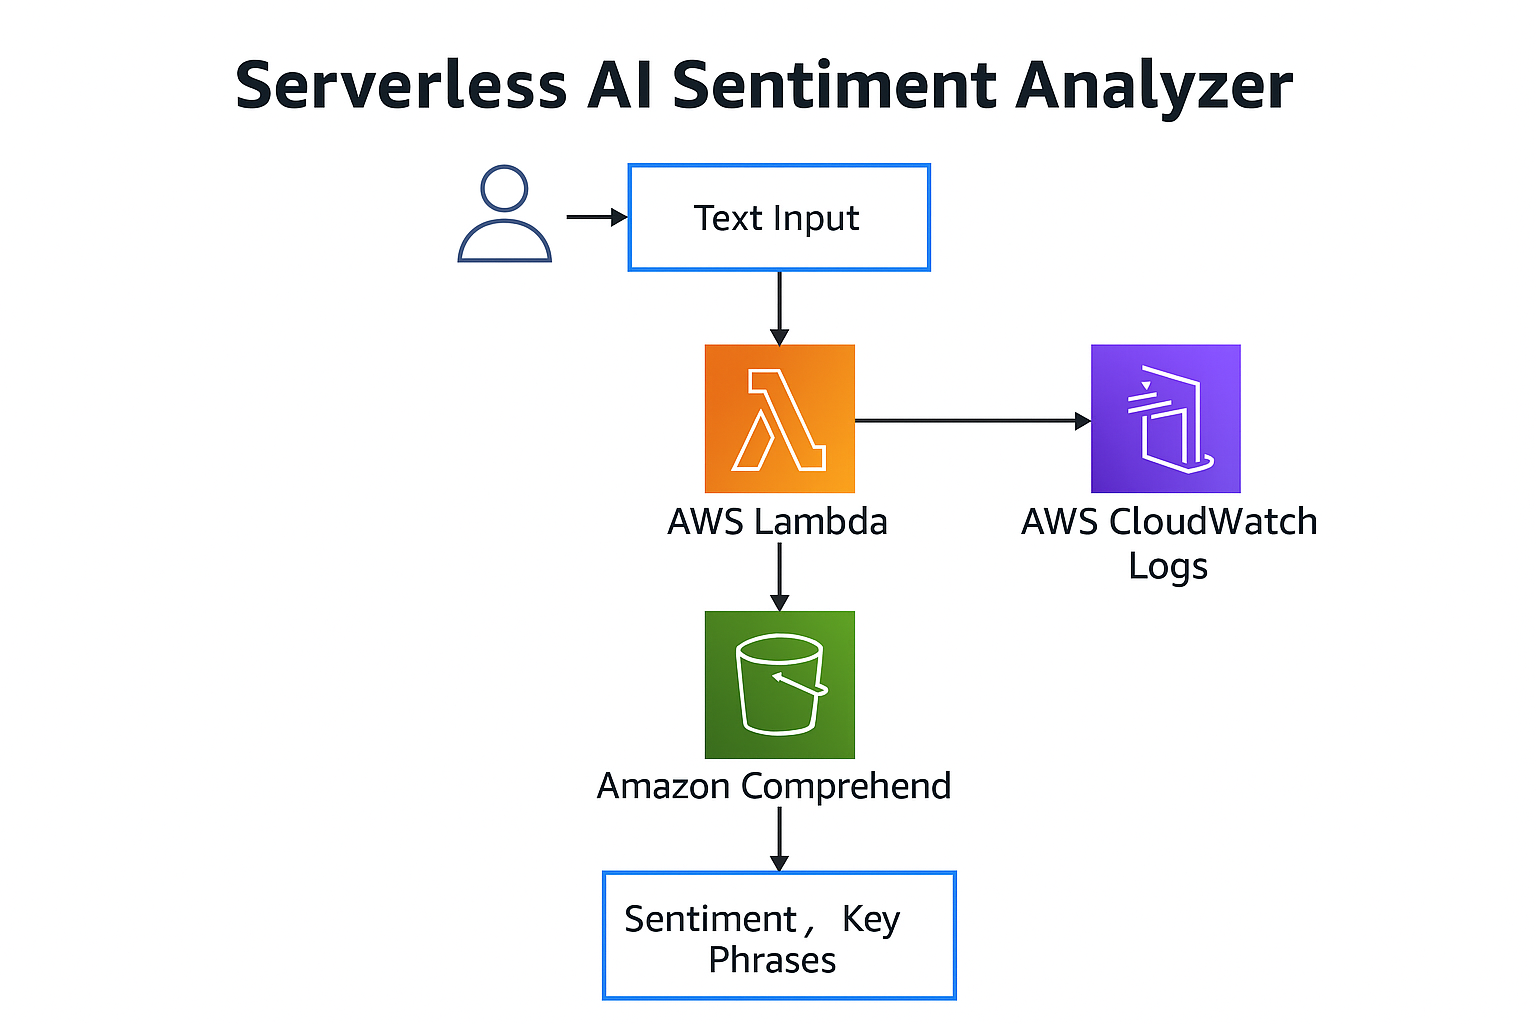 Serverless AI Sentiment Analyzer
Text Input
AWS Lambda
AWS CloudWatch
Logs
Amazon Comprehend
Sentiment, Key
Phrases